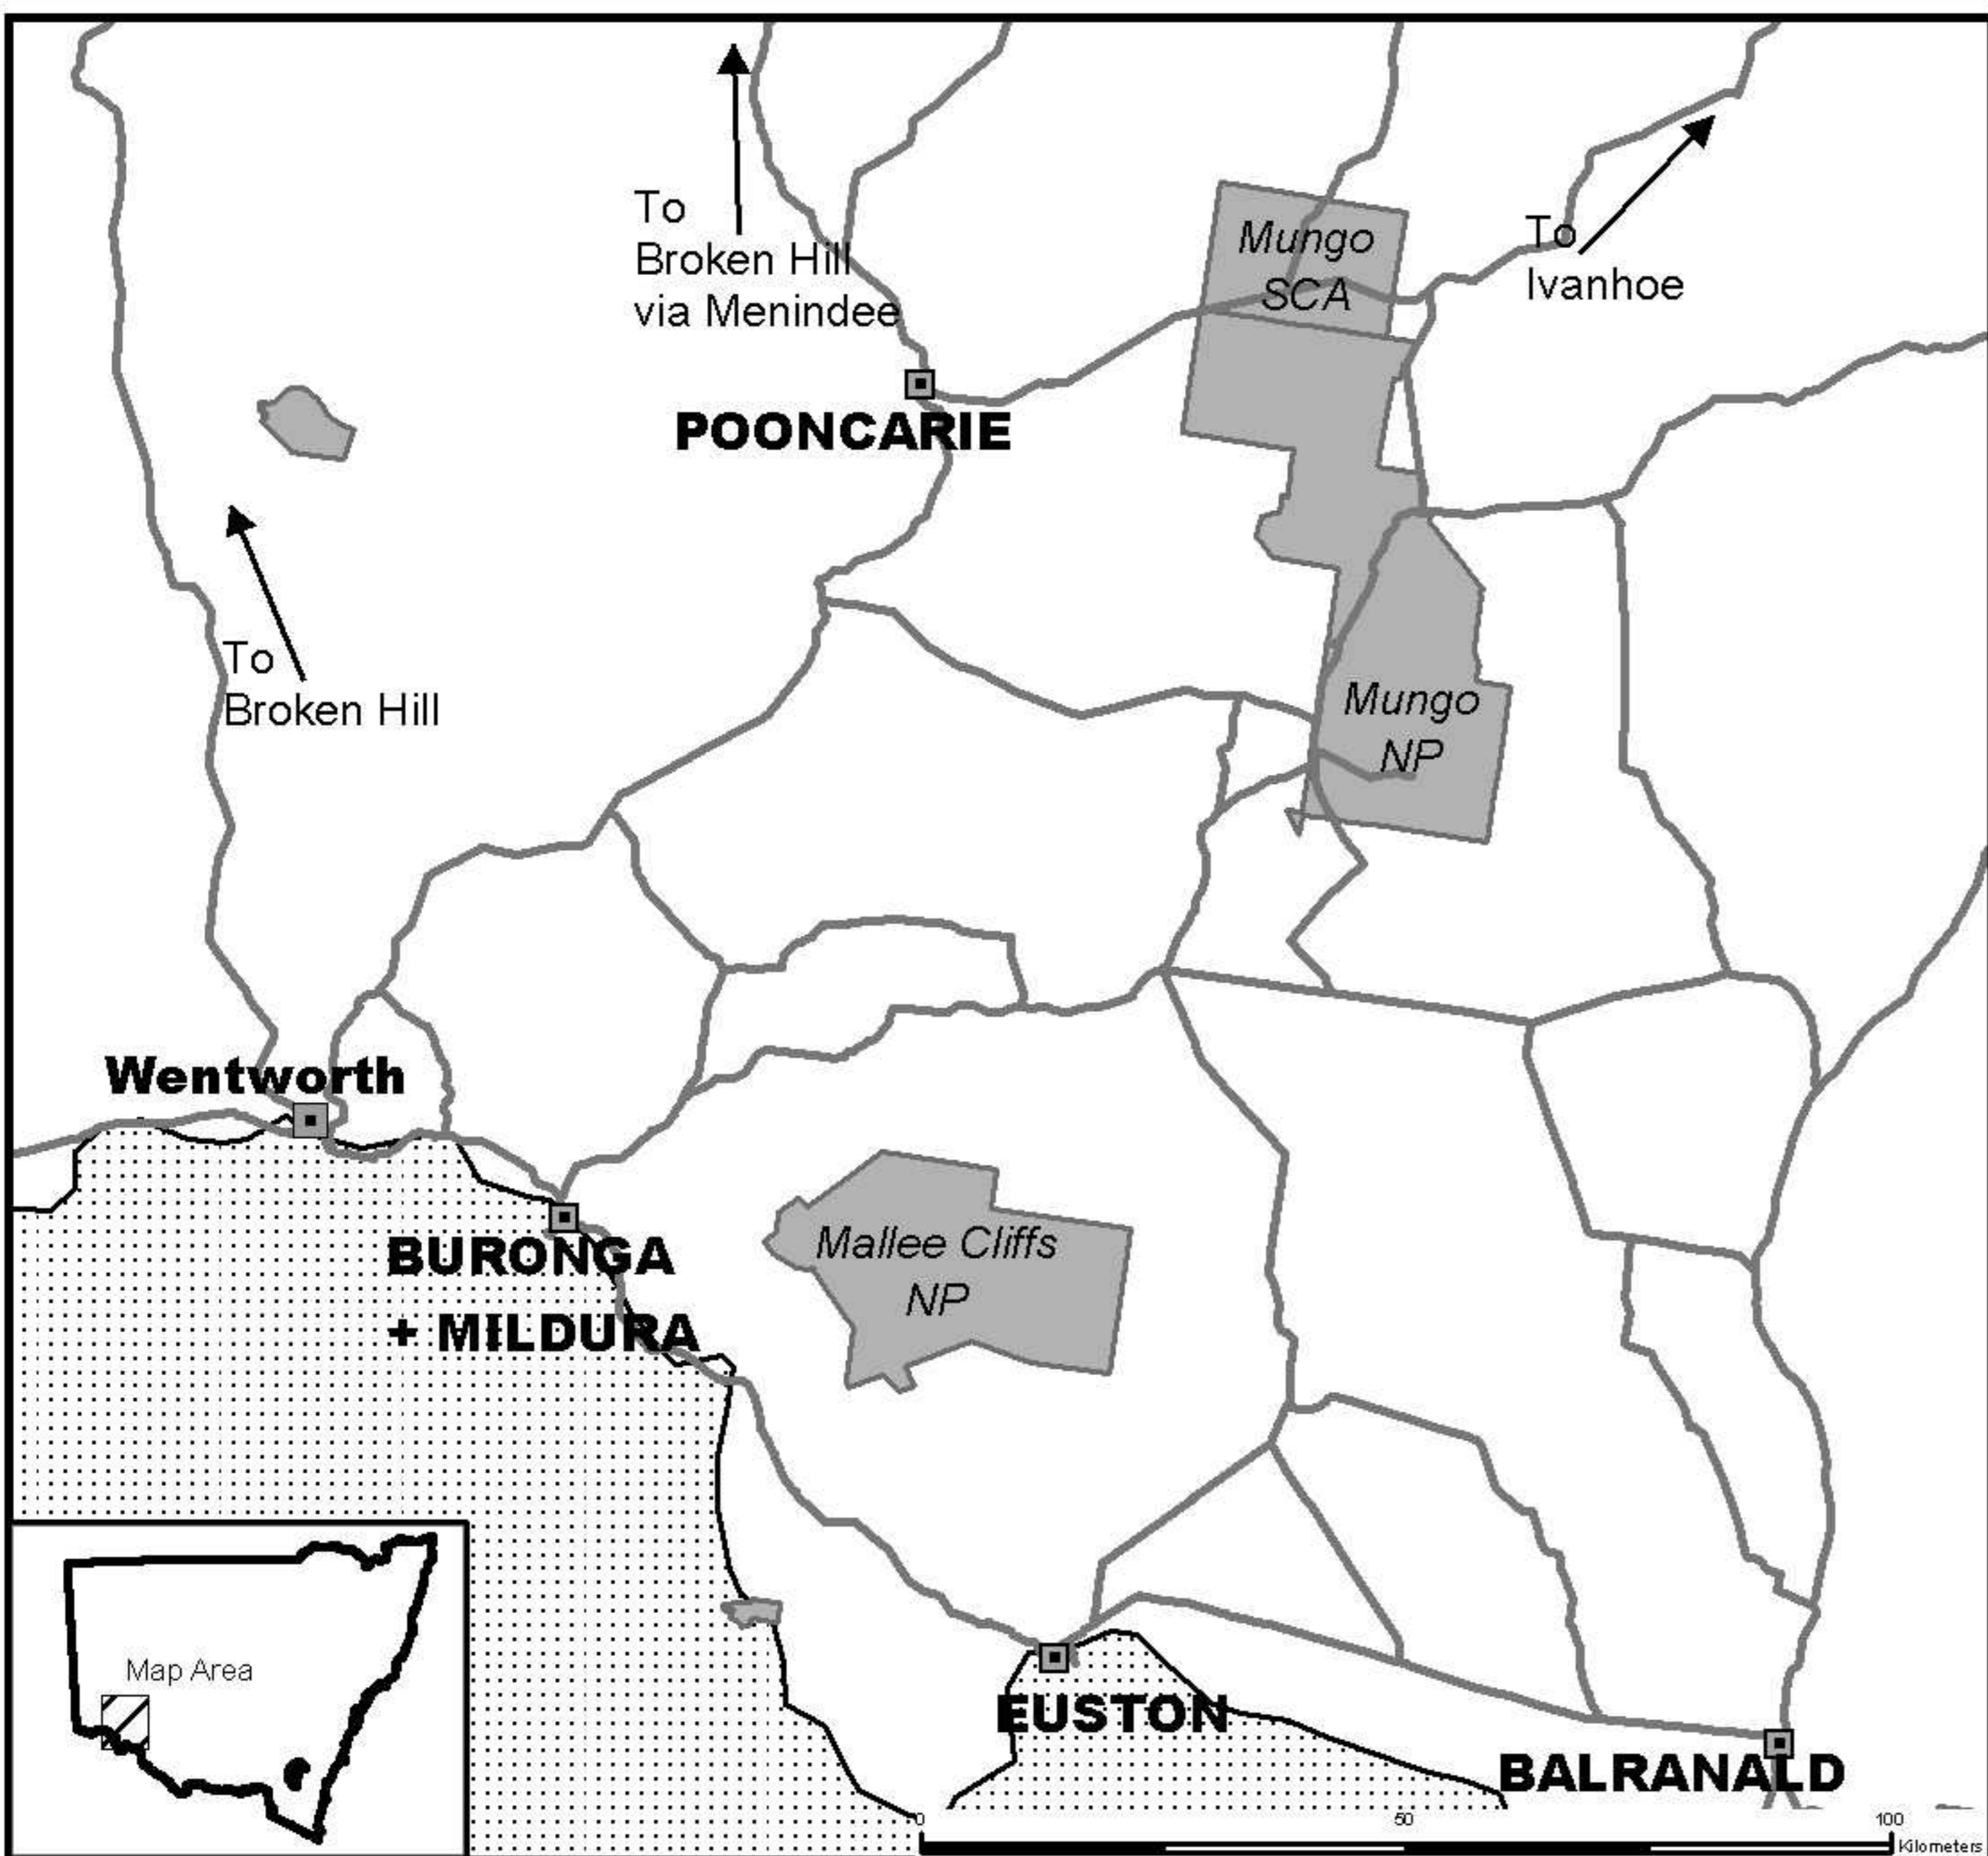 To
Broken Hill
via Menindee
Mungo
SCA
To
Ivanhoe
POONCARIE
To
Broken Hill
Mungo
NP
Wentworth
BURONGA
+ MILDURA
Mallee Cliffs
NP
Map Area
EUSTON
BALRANALD
0 50 100
Kilometers